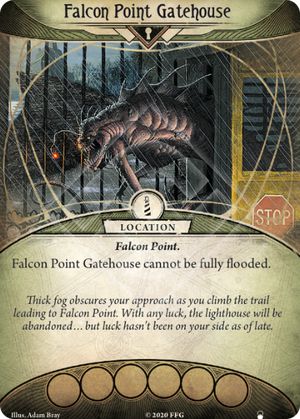 Falcon Point Gatehouse
STOP
LOCATION
Falcon Point.
Falcon Point Gatehouse cannot be fully flooded.
Thick fog obscures your approach as you climb the trail
leading to Falcon Point. With any luck, the lighthouse will
be abandoned… but luck hasn't been on your side as of late.
Illus. Adam Bray
© 2020 FFG